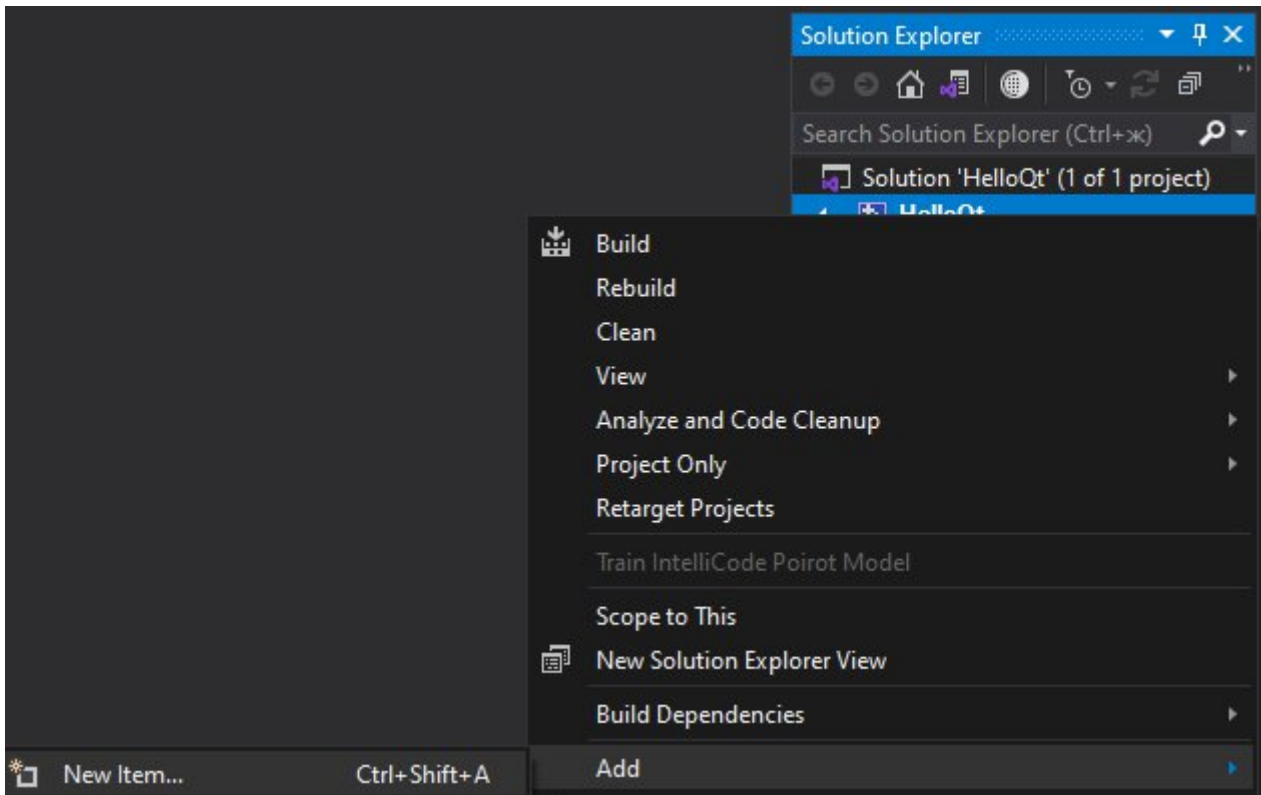 Solution Explorer
Search Solution Explorer (Ctrl+ж)
Solution 'HelloQt' (1 of 1 project)
HelloQt
Build
Rebuild
Clean
View
Analyze and Code Cleanup
Project Only
Retarget Projects
Train IntelliCode Poirot Model
Scope to This
New Solution Explorer View
Build Dependencies
Add
New Item... Ctrl+Shift+A